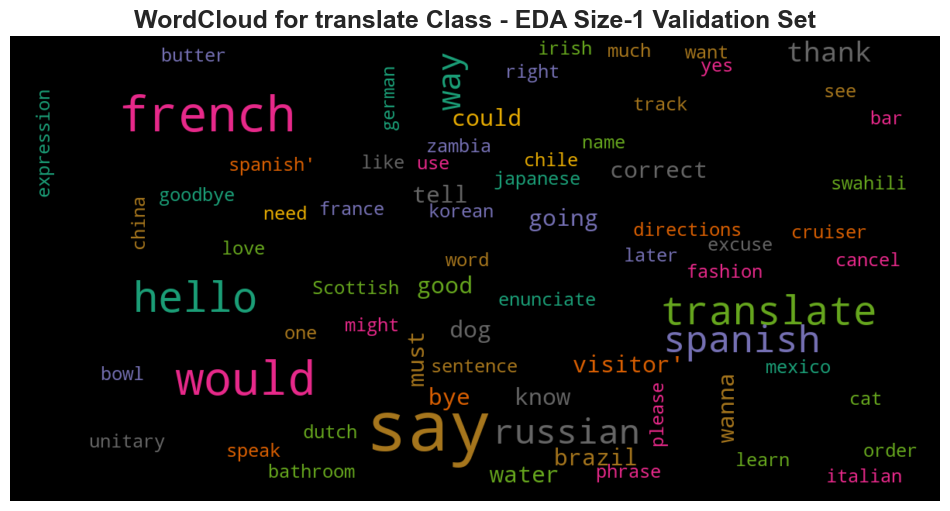 WordCloud for translate Class - EDA Size-1 Validation Set
butter
irish
much
want
thank
yes
right
way
german
see
expression
french
track
bar
could
name
zambia
spanish'
like
use
chile
correct
japanese
swahili
goodbye
tell
china
need
france
korean
going
directions
cruiser
love
excuse
later
word
cancel
fashion
Scottish
good
enunciate
hello
translate
one
might
dog
spanish
must
sentence
visitor'
mexico
bowl
would
bye
know
please
wanna
cat
say
dutch
russian
unitary
speak
brazil
order
learn
bathroom
water
phrase
italian